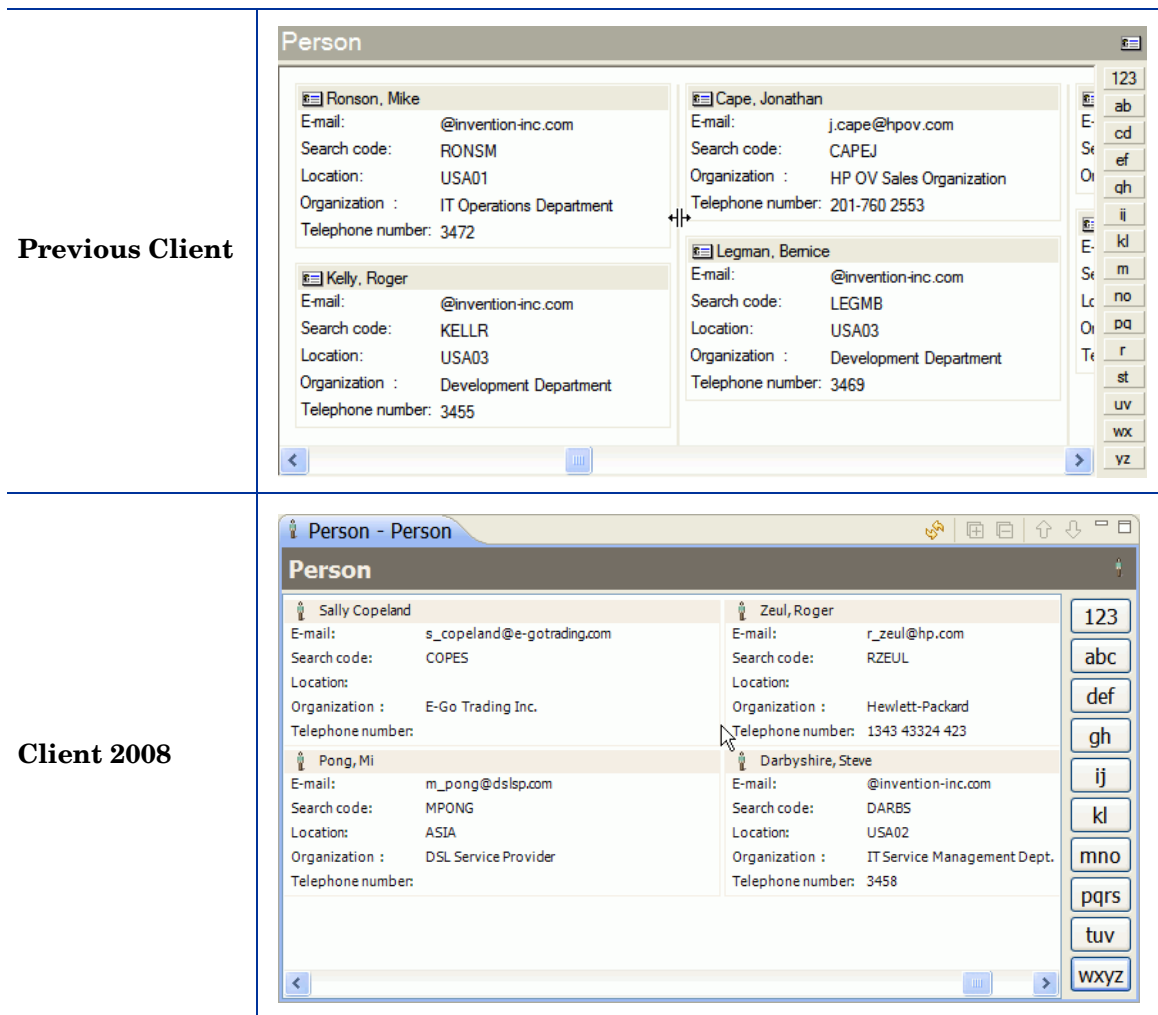 Previous Client
Person
Ronson, Mike
E-mail: @invention-inc.com
Search code: RONSM
Location: USA01
Organization : IT Operations Department
Telephone number: 3472
Kelly, Roger
E-mail: @invention-inc.com
Search code: KELLR
Location: USA03
Organization : Development Department
Telephone number: 3455
Cape, Jonathan
E-mail: j.cape@hpov.com
Search code: CAPEJ
Organization : HP OV Sales Organization
Telephone number: 201-760 2553
Legman, Bernice
E-mail: @invention-inc.com
Search code: LEGMB
Location: USA03
Organization : Development Department
Telephone number: 3469
E-
Se
E-
Se
Te
123
ab
cd
ef
gh
ij
kl
m
no
pq
r
st
uv
wx
yz
Client 2008
Person - Person
Person
Sally Copeland
E-mail: s_copeland@e-gotrading.com
Search code: COPES
Location:
Organization : E-Go Trading Inc.
Telephone number:
Pong, Mi
E-mail: m_pong@dslsp.com
Search code: MPONG
Location: ASIA
Organization : DSL Service Provider
Telephone number:
Zeul, Roger
E-mail: r_zeul@hp.com
Search code: RZEUL
Location:
Organization : Hewlett-Packard
Telephone number: 1343 43324 423
Darbyshire, Steve
E-mail: @invention-inc.com
Search code: DARBS
Location: USA02
Organization : IT Service Management Dept.
Telephone number: 3458
123
abc
def
gh
ij
kl
mno
pqrs
tuv
wxyz